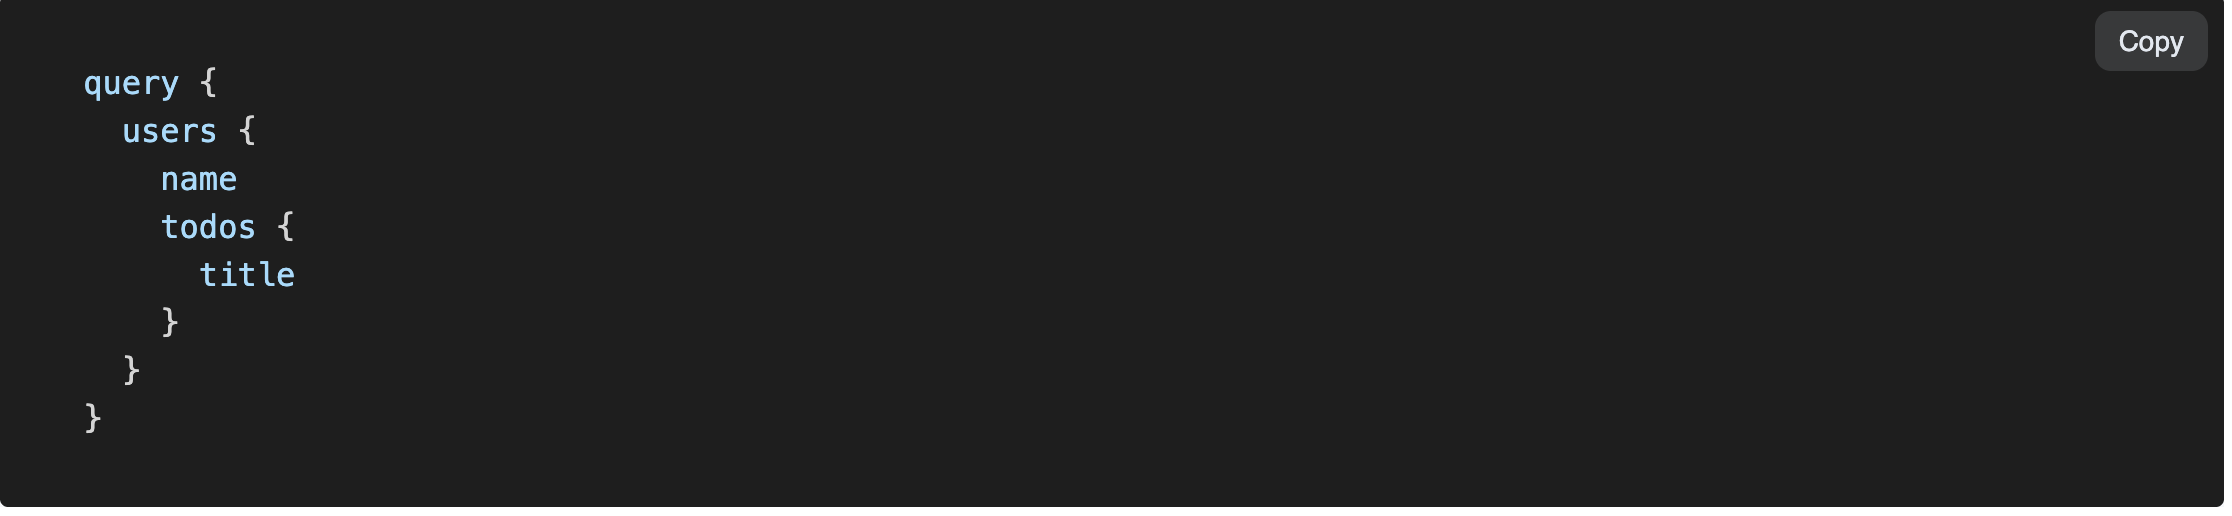 Copy
query {
  users {
    name
    todos {
      title
    }
  }
}